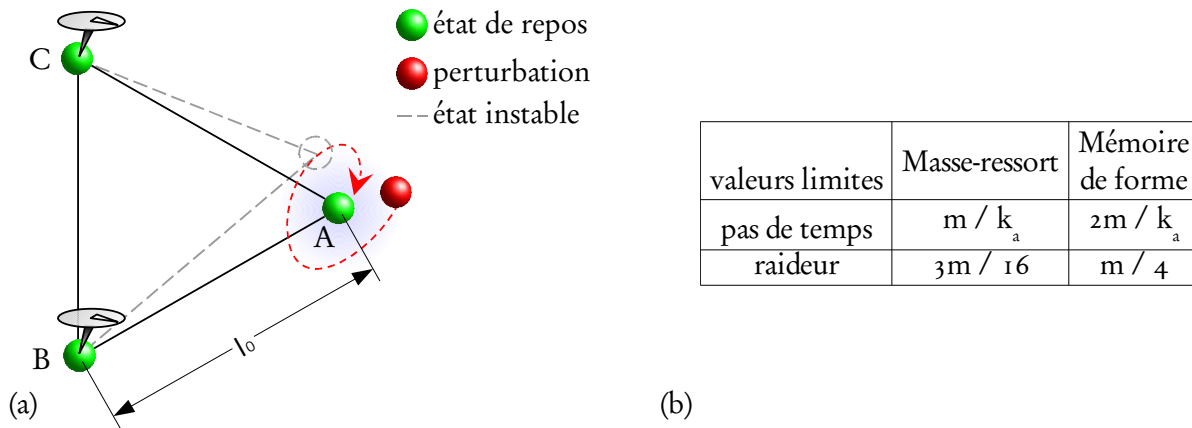 C
B
A
l₀
état de repos
perturbation
état instable
(a)
valeurs limites
Masse-ressort
Mémoire
de forme
pas de temps
m / kₐ
2m / kₐ
raideur
3m / 16
m / 4
(b)